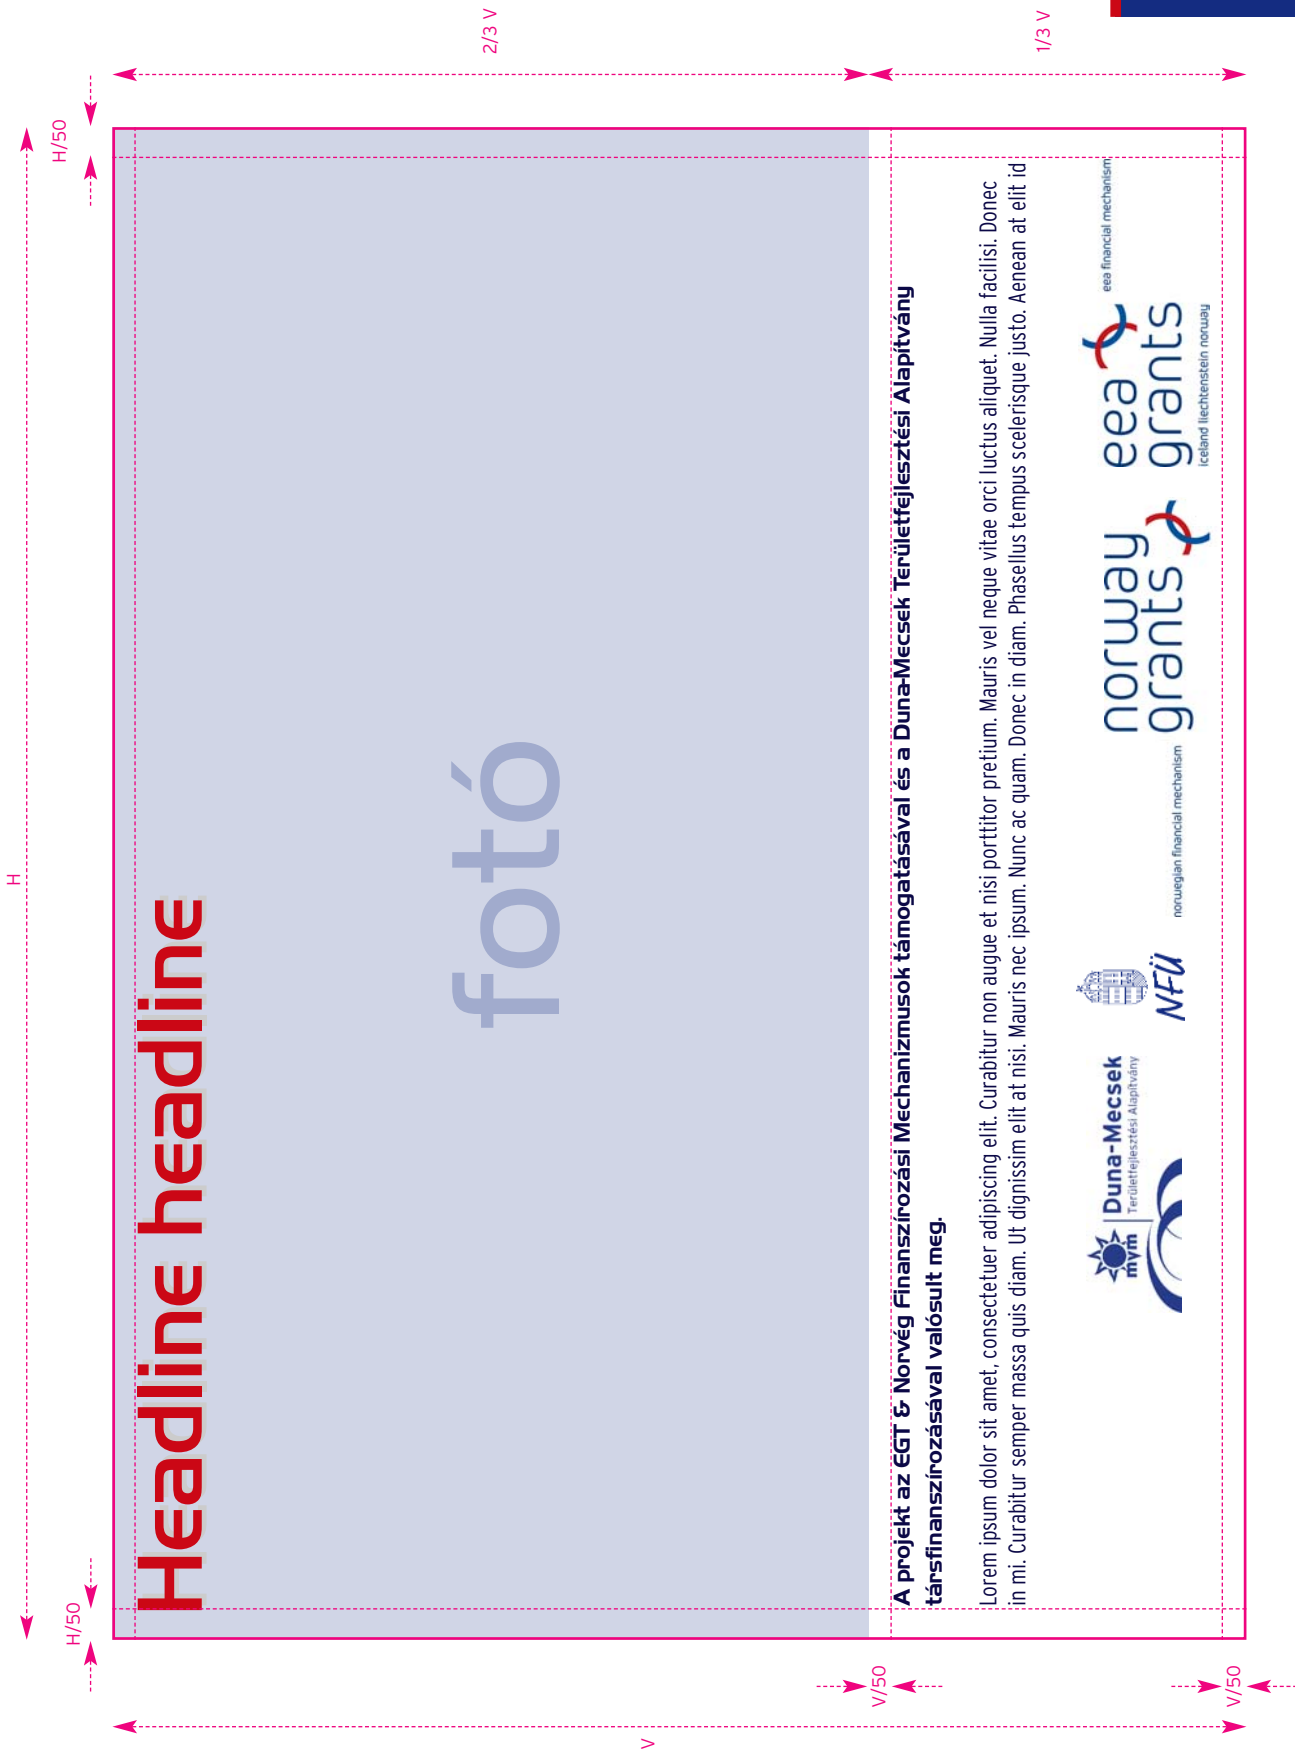 H
H/50
H/50
2/3 V
1/3 V
V
V/50
V/50
Headline headline
fotó
A projekt az EGT & Norvég Finanszírozási Mechanizmusok támogatásával és a Duna-Mecsek Területfejlesztési Alapítvány
társfinanszírozásával valósult meg.
Lorem ipsum dolor sit amet, consectetuer adipiscing elit. Curabitur non augue et nisi porttitor pretium. Mauris vel neque vitae orci luctus aliquet. Nulla facilisi. Donec
in mi. Curabitur semper massa quis diam. Ut dignissim elit at nisi. Mauris nec ipsum. Nunc ac quam. Donec in diam. Phasellus tempus scelerisque justo. Aenean at elit id
mvm
Duna-Mecsek
Területfejlesztési Alapítvány
NFÜ
norwegian financial mechanism
norway
grants
eea
grants
iceland liechtenstein norway
eea financial mechanism